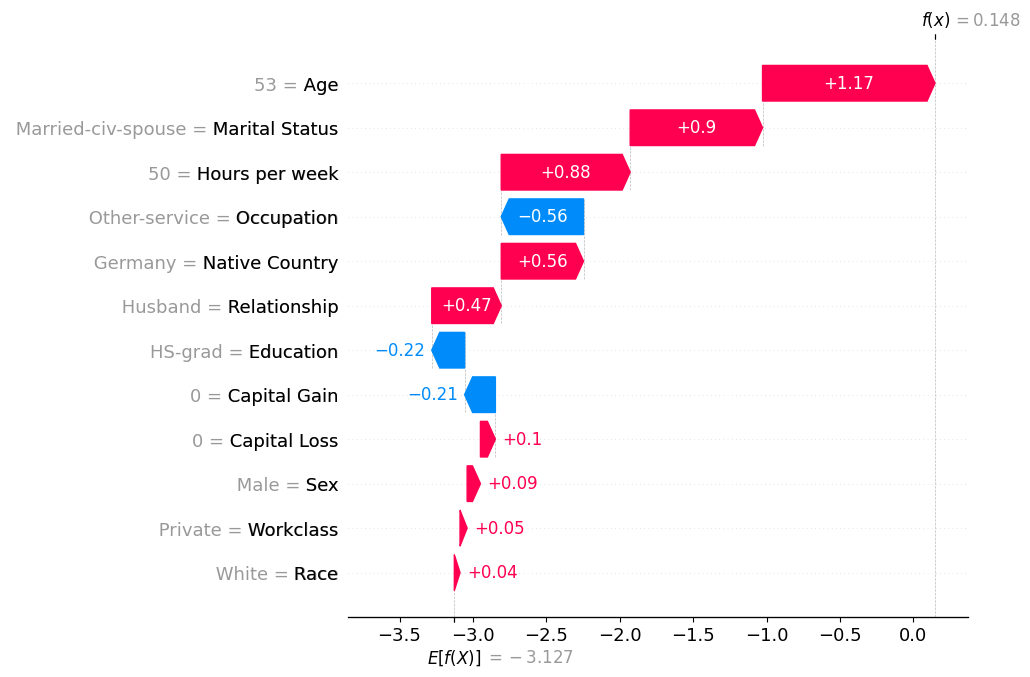 f(x) = 0.148
53 = Age
+1.17
Married-civ-spouse = Marital Status
+0.9
50 = Hours per week
+0.88
Other-service = Occupation
−0.56
Germany = Native Country
+0.56
Husband = Relationship
+0.47
HS-grad = Education
−0.22
0 = Capital Gain
−0.21
0 = Capital Loss
+0.1
Male = Sex
+0.09
Private = Workclass
+0.05
White = Race
+0.04
−3.5 −3.0 −2.5 −2.0 −1.5 −1.0 −0.5 0.0
E[f(X)] = −3.127